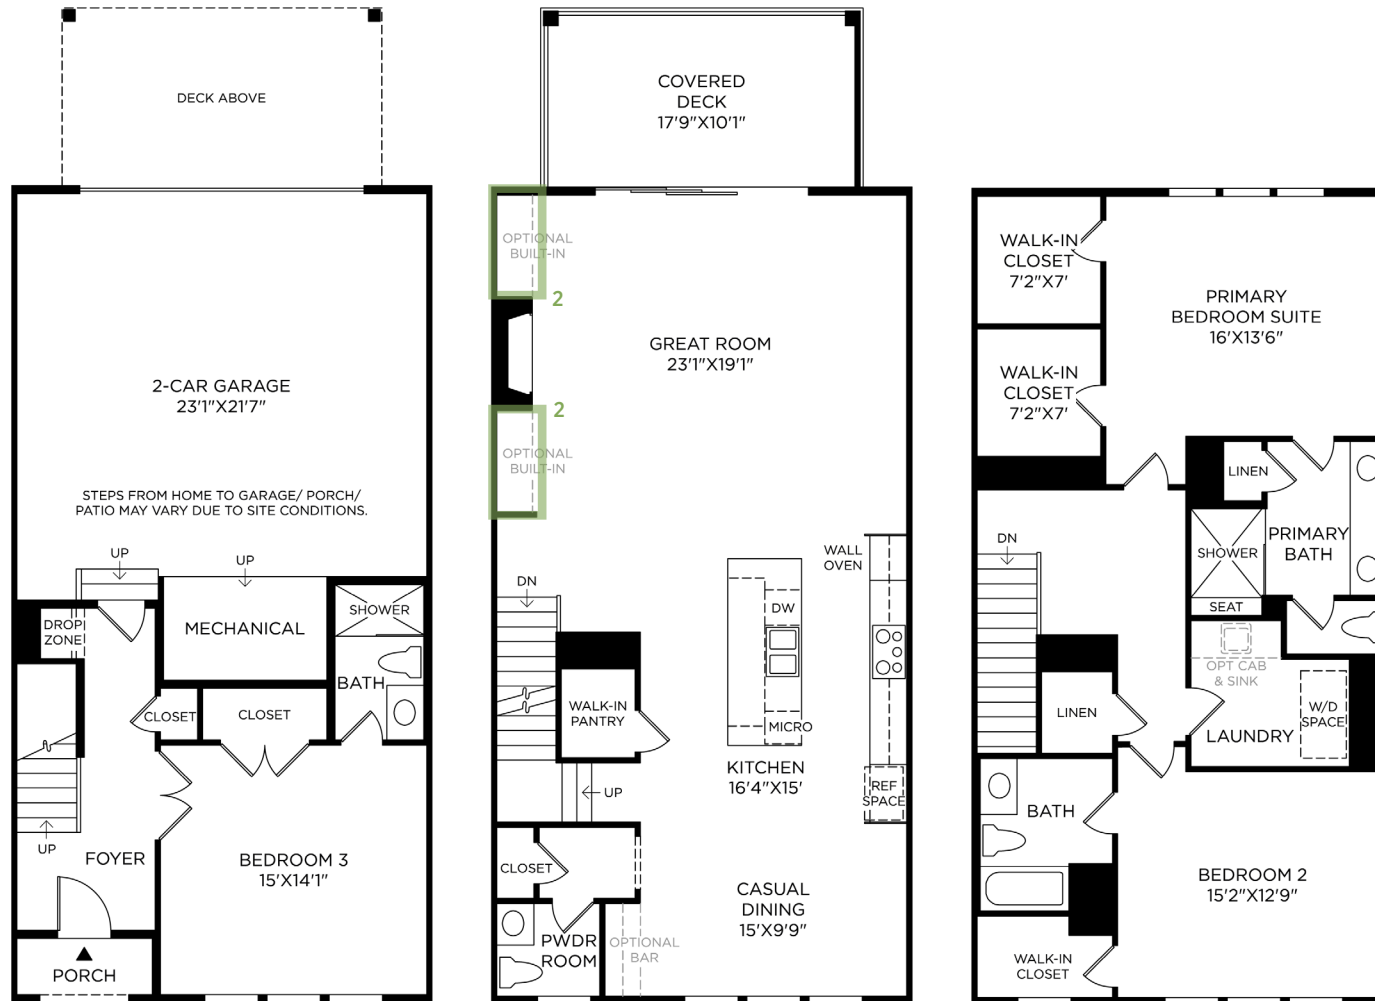 DECK ABOVE
2-CAR GARAGE
23'1"X21'7"
STEPS FROM HOME TO GARAGE/ PORCH/
PATIO MAY VARY DUE TO SITE CONDITIONS.
UP
UP
DROP
ZONE
MECHANICAL
SHOWER
BATH
CLOSET
CLOSET
UP
FOYER
BEDROOM 3
15'X14'1"
PORCH
COVERED
DECK
17'9"X10'1"
OPTIONAL
BUILT-IN
2
GREAT ROOM
23'1"X19'1"
2
OPTIONAL
BUILT-IN
WALL
OVEN
DN
DW
WALK-IN
PANTRY
MICRO
KITCHEN
16'4"X15'
REF
SPACE
UP
CLOSET
CASUAL
DINING
15'X9'9"
PWDR
ROOM
OPTIONAL
BAR
WALK-IN
CLOSET
7'2"X7'
PRIMARY
BEDROOM SUITE
16'X13'6"
WALK-IN
CLOSET
7'2"X7'
LINEN
DN
SHOWER
PRIMARY
BATH
SEAT
OPT CAB
& SINK
LINEN
W/D
SPACE
LAUNDRY
BATH
BEDROOM 2
15'2"X12'9"
WALK-IN
CLOSET